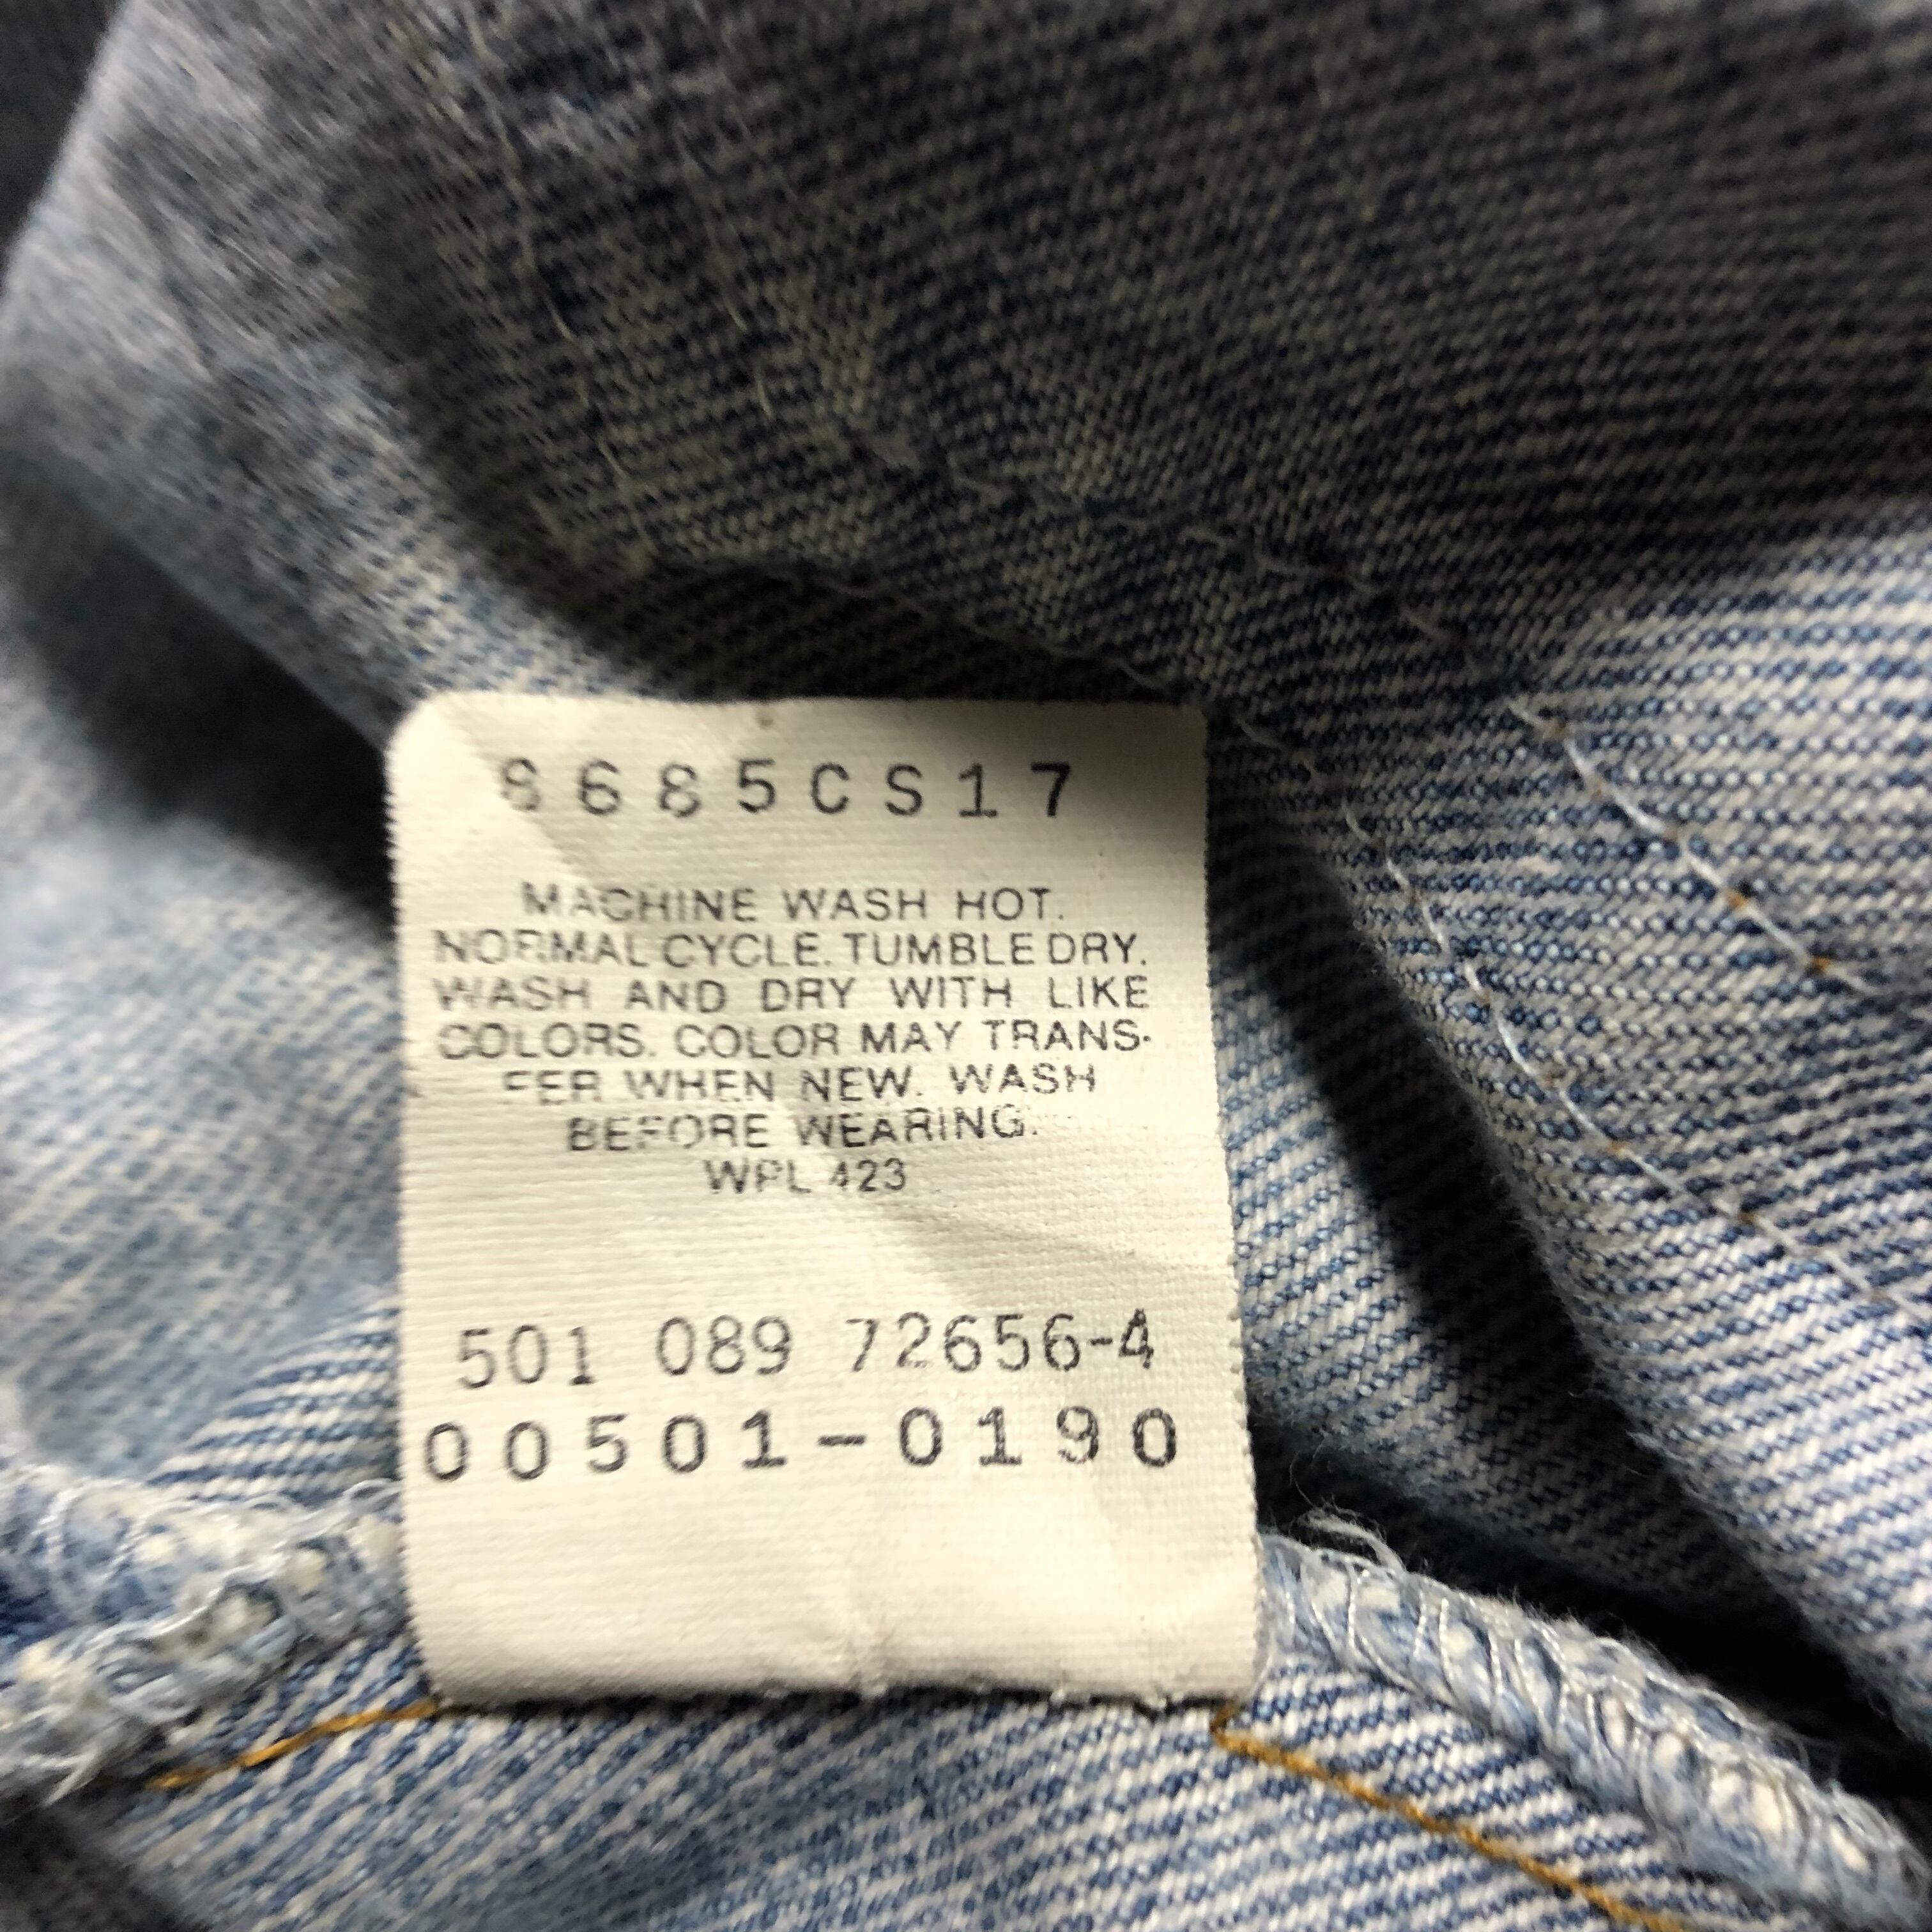 8685CS17
MACHINE WASH HOT.
NORMAL CYCLE. TUMBLE DRY.
WASH AND DRY WITH LIKE
COLORS. COLOR MAY TRANS-
FER WHEN NEW. WASH
BEFORE WEARING.
WPL 423
501 089 72656-4
00501-0190